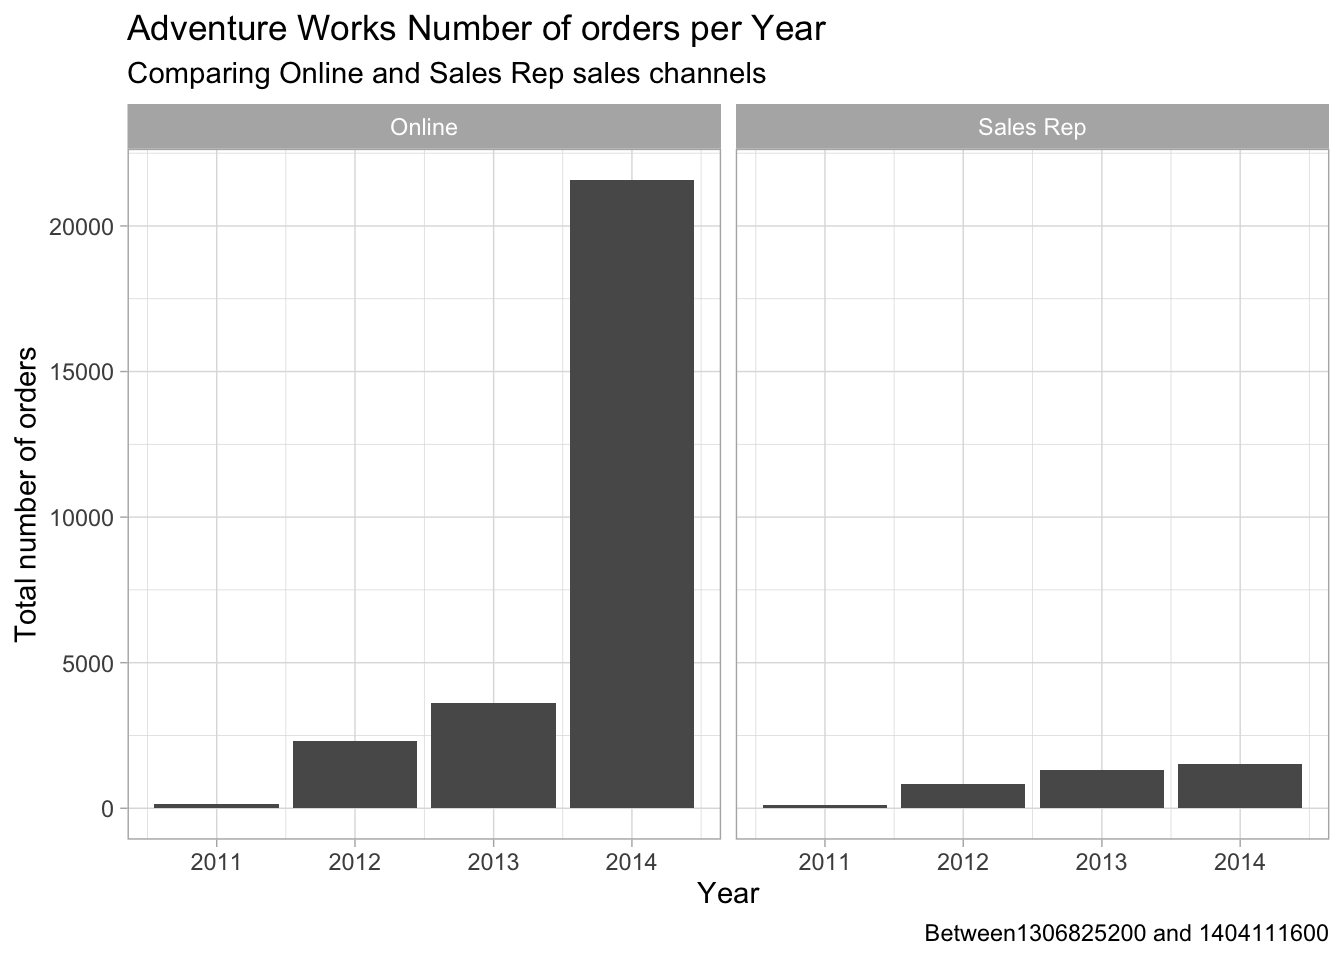 Adventure Works Number of orders per Year
Comparing Online and Sales Rep sales channels
Online
Sales Rep
Total number of orders
20000
15000
10000
5000
0
2011 2012 2013 2014
2011 2012 2013 2014
Year
Between1306825200 and 1404111600